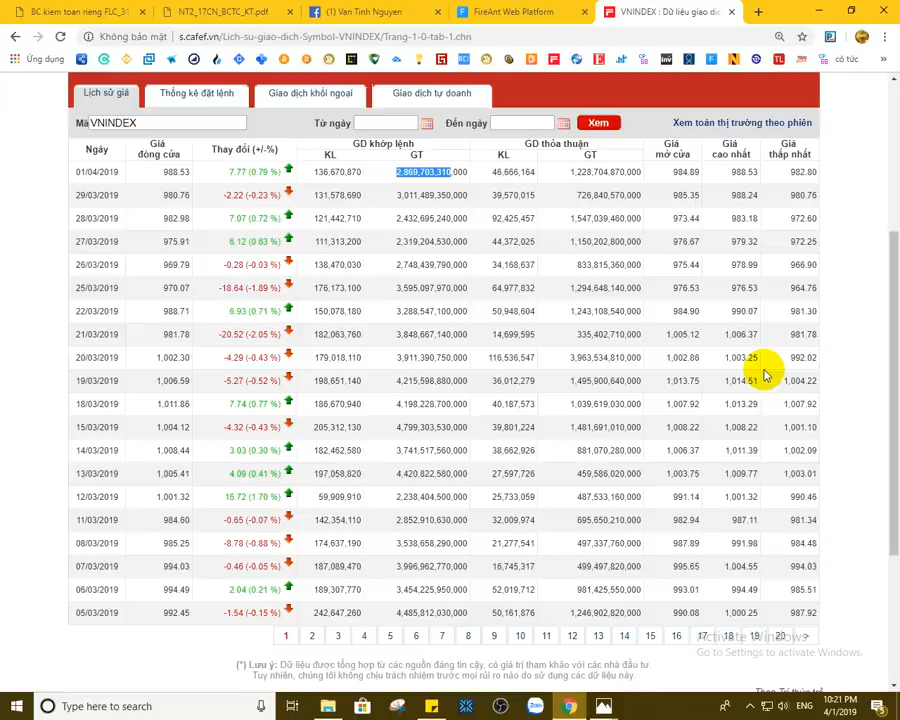 BC kiem toan rieng FLC_31 × NT2_17CN_BCTC_KT.pdf × (1) Van Tinh Nguyen × FireAnt Web Platform × VNINDEX : Dữ liệu giao dịc ×
Không bảo mật | s.cafef.vn/Lich-su-giao-dich-Symbol-VNINDEX/Trang-1-0-tab-1.chn
Ứng dụng có tức »
Lịch sử giá Thống kê đặt lệnh Giao dịch khối ngoại Giao dịch tự doanh
Mã VNINDEX Từ ngày Đến ngày Xem Xem toàn thị trường theo phiên
Ngày Giá đóng cửa Thay đổi (+/-%) GD khớp lệnh GD thỏa thuận Giá mở cửa Giá cao nhất Giá thấp nhất
KL GT KL GT
01/04/2019 988.53 7.77 (0.79 %) 136,670,870 2,869,703,310,000 46,666,164 1,228,704,870,000 984.89 988.53 982.80
29/03/2019 980.76 -2.22 (-0.23 %) 131,578,690 3,011,489,350,000 39,570,015 726,840,570,000 985.35 988.24 980.76
28/03/2019 982.98 7.07 (0.72 %) 121,442,710 2,432,695,240,000 92,425,457 1,547,039,460,000 973.44 983.18 972.60
27/03/2019 975.91 6.12 (0.63 %) 111,313,200 2,319,204,530,000 44,372,025 1,150,202,800,000 976.67 979.32 972.25
26/03/2019 969.79 -0.28 (-0.03 %) 138,470,030 2,748,439,790,000 34,168,637 833,815,360,000 975.44 978.99 966.90
25/03/2019 970.07 -18.64 (-1.89 %) 176,173,100 3,595,097,970,000 64,977,832 1,294,648,140,000 976.53 976.53 964.76
22/03/2019 988.71 6.93 (0.71 %) 150,078,180 3,288,547,100,000 50,948,604 1,243,108,540,000 984.90 990.07 981.30
21/03/2019 981.78 -20.52 (-2.05 %) 182,063,760 3,848,667,140,000 14,699,595 335,402,710,000 1,005.12 1,006.37 981.78
20/03/2019 1,002.30 -4.29 (-0.43 %) 179,018,110 3,911,390,750,000 116,536,547 3,963,534,810,000 1,002.86 1,003.25 992.02
19/03/2019 1,006.59 -5.27 (-0.52 %) 198,651,140 4,215,598,880,000 36,012,279 1,495,900,640,000 1,013.75 1,014.51 1,004.22
18/03/2019 1,011.86 7.74 (0.77 %) 186,670,940 4,198,228,700,000 40,187,573 1,039,619,030,000 1,007.92 1,013.29 1,007.92
15/03/2019 1,004.12 -4.32 (-0.43 %) 205,312,130 4,799,303,530,000 39,801,224 1,481,691,010,000 1,008.22 1,008.22 1,001.10
14/03/2019 1,008.44 3.03 (0.30 %) 182,462,580 3,741,517,560,000 38,662,926 881,070,280,000 1,006.37 1,011.39 1,002.09
13/03/2019 1,005.41 4.09 (0.41 %) 197,058,820 4,420,822,580,000 27,597,726 459,586,020,000 1,003.75 1,009.77 1,003.01
12/03/2019 1,001.32 16.72 (1.70 %) 59,909,910 2,238,404,500,000 25,733,059 487,533,160,000 991.14 1,001.32 990.46
11/03/2019 984.60 -0.65 (-0.07 %) 142,354,110 2,852,910,630,000 32,009,974 695,650,210,000 982.94 987.11 981.34
08/03/2019 985.25 -8.78 (-0.88 %) 174,637,190 3,538,658,290,000 21,277,541 497,337,760,000 987.89 991.98 984.48
07/03/2019 994.03 -0.46 (-0.05 %) 187,089,470 3,996,962,770,000 16,745,317 499,497,820,000 995.65 1,004.55 994.03
06/03/2019 994.49 2.04 (0.21 %) 189,307,770 3,454,225,950,000 52,019,712 981,425,550,000 993.01 994.49 985.51
05/03/2019 992.45 -1.54 (-0.15 %) 242,647,260 4,485,812,030,000 50,161,876 1,246,902,820,000 990.08 1,000.25 987.92
1 2 3 4 5 6 7 8 9 10 11 12 13 14 15 16 17 18 19 20 >
Activate Windows
Go to Settings to activate Windows.
(*) Lưu ý: Dữ liệu được tổng hợp từ các nguồn đáng tin cậy, có giá trị tham khảo với các nhà đầu tư.
Tuy nhiên, chúng tôi không chịu trách nhiệm trước mọi rủi ro nào do sử dụng các dữ liệu này.
Type here to search ENG 10:21 PM
4/1/2019